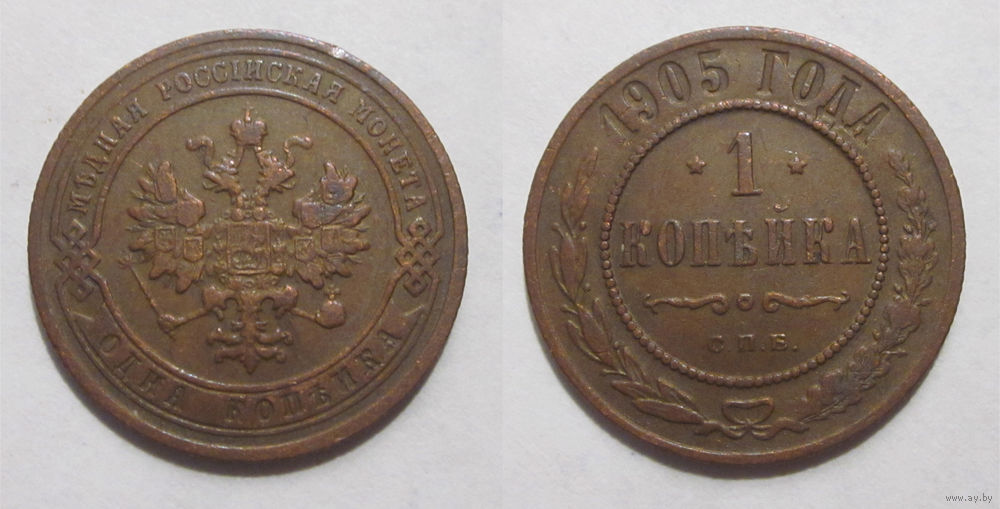 МѢДНАЯ РОССІЙСКАЯ МОНЕТА
ОДНА КОПѢЙКА
1905 ГОДА
1
КОПѢЙКА
С.П.Б.
www.ay.by